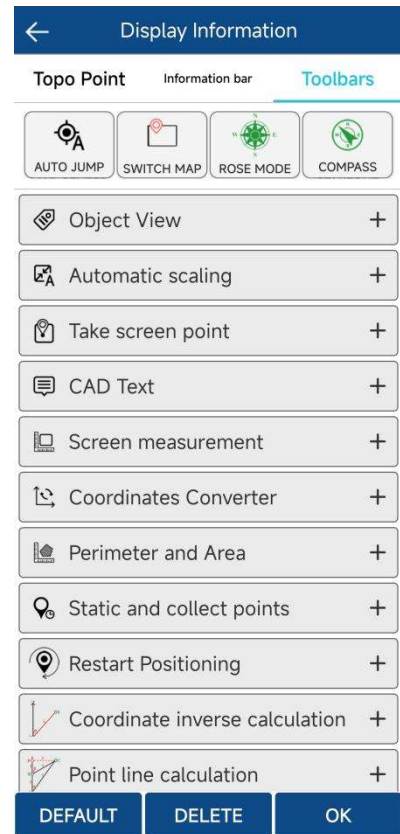 Display Information
Topo Point Information bar Toolbars
AUTO JUMP SWITCH MAP ROSE MODE COMPASS
Object View +
Automatic scaling +
Take screen point +
CAD Text +
Screen measurement +
Coordinates Converter +
Perimeter and Area +
Static and collect points +
Restart Positioning +
Coordinate inverse calculation +
Point line calculation +
DEFAULT DELETE OK